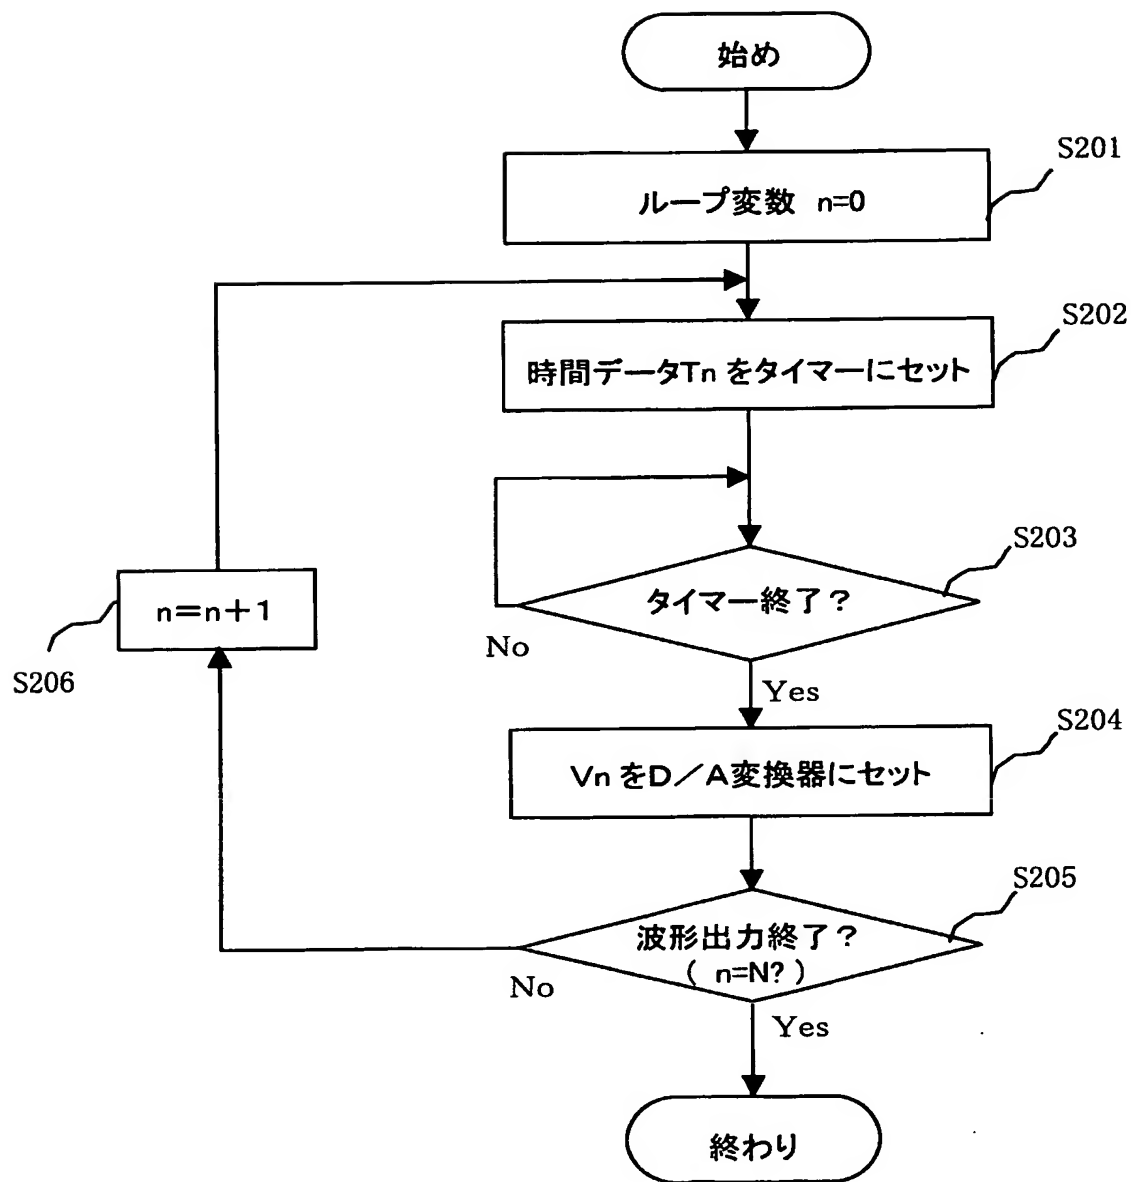 始め
S201
ループ変数 n=0
S202
時間データTn をタイマーにセット
S203
タイマー終了?
No
Yes
n=n+1
S206
S204
Vn をD/A変換器にセット
S205
波形出力終了?
( n=N? )
No
Yes
終わり